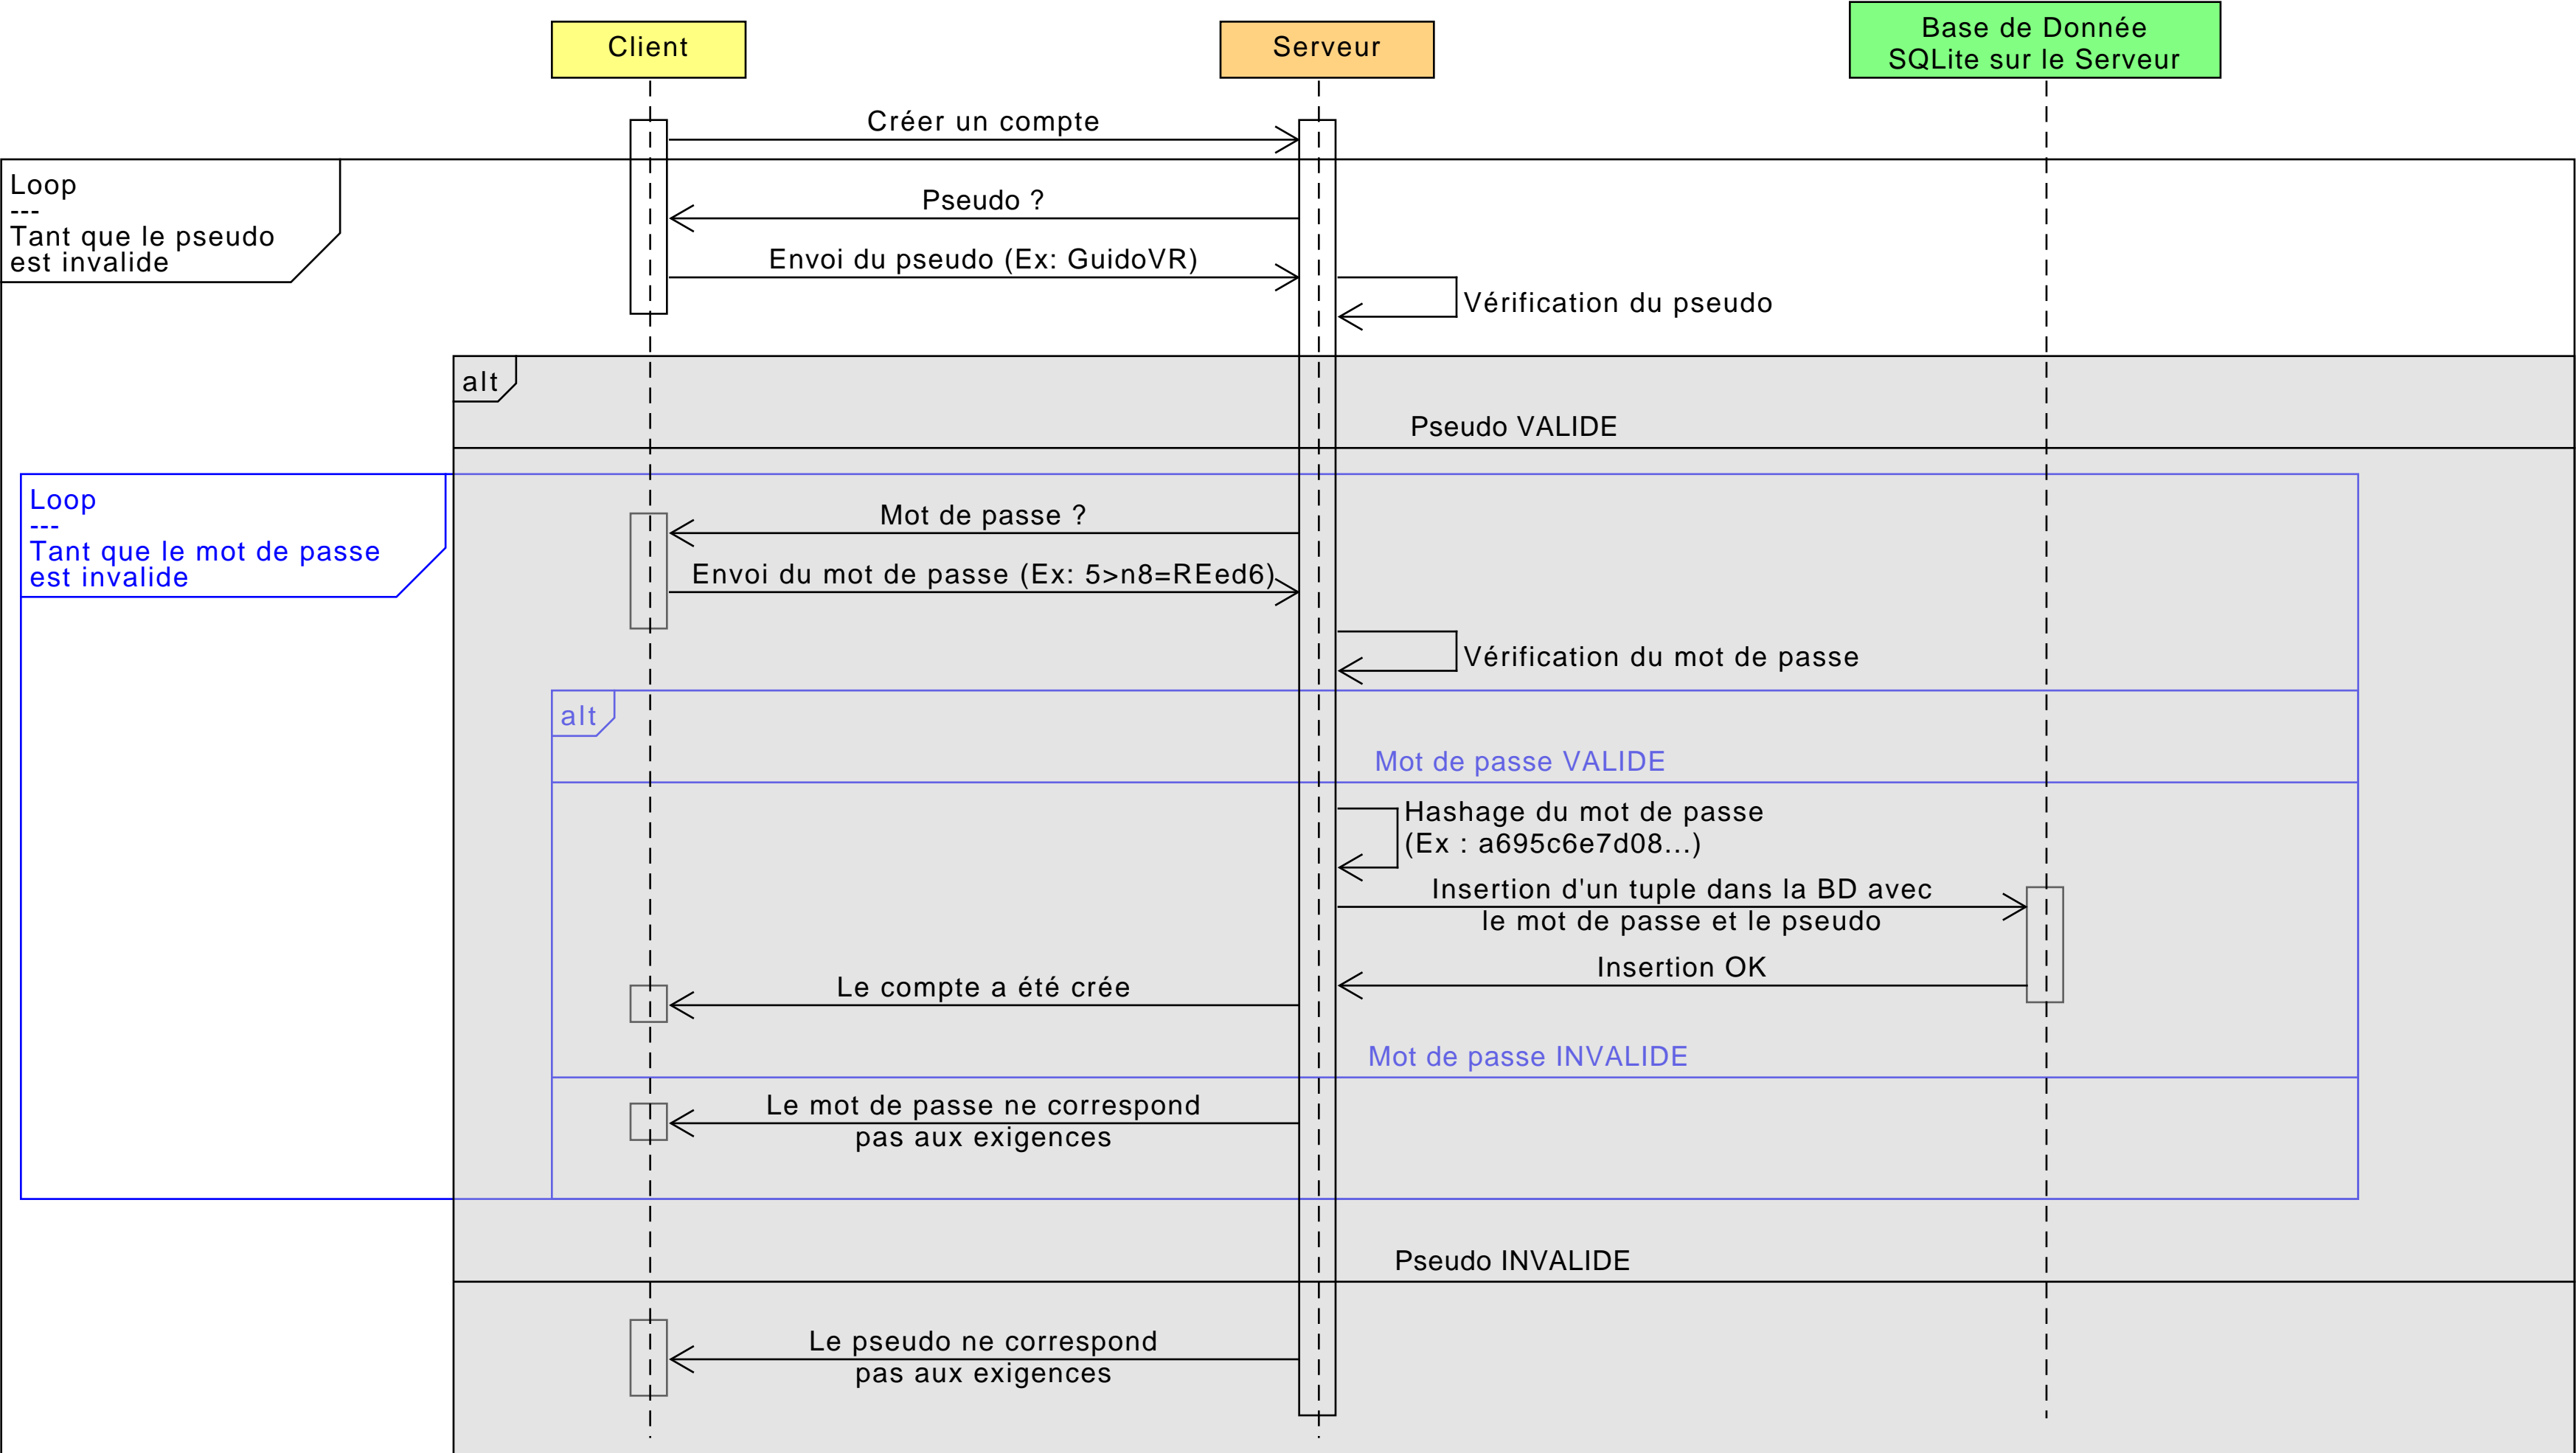 Client
Serveur
Base de Donnée
SQLite sur le Serveur
Créer un compte
Loop
---
Tant que le pseudo
est invalide
Pseudo ?
Envoi du pseudo (Ex: GuidoVR)
Vérification du pseudo
alt
Pseudo VALIDE
Loop
---
Tant que le mot de passe
est invalide
Mot de passe ?
Envoi du mot de passe (Ex: 5>n8=REed6)
Vérification du mot de passe
alt
Mot de passe VALIDE
Hashage du mot de passe
(Ex : a695c6e7d08...)
Insertion d'un tuple dans la BD avec
le mot de passe et le pseudo
Insertion OK
Le compte a été crée
Mot de passe INVALIDE
Le mot de passe ne correspond
pas aux exigences
Pseudo INVALIDE
Le pseudo ne correspond
pas aux exigences